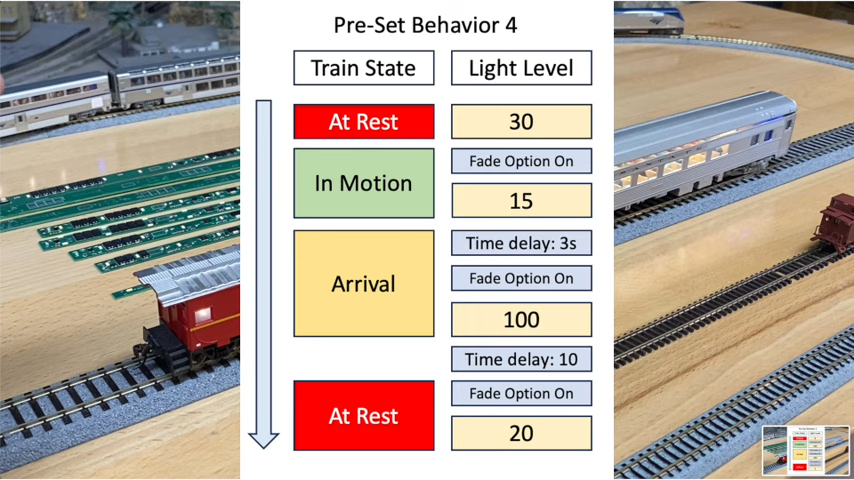 Pre-Set Behavior 4
Train State
Light Level
At Rest
30
In Motion
Fade Option On
15
Arrival
Time delay: 3s
Fade Option On
100
Time delay: 10
At Rest
Fade Option On
20